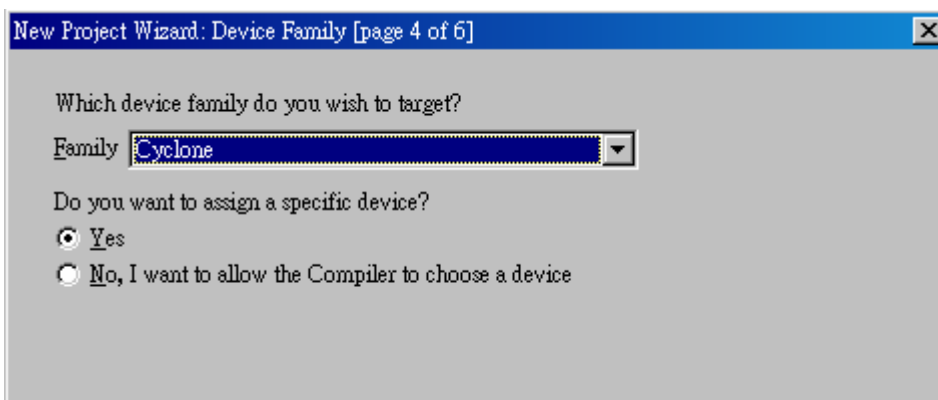 New Project Wizard: Device Family [page 4 of 6]
Which device family do you wish to target?
Family Cyclone
Do you want to assign a specific device?
Yes
No, I want to allow the Compiler to choose a device